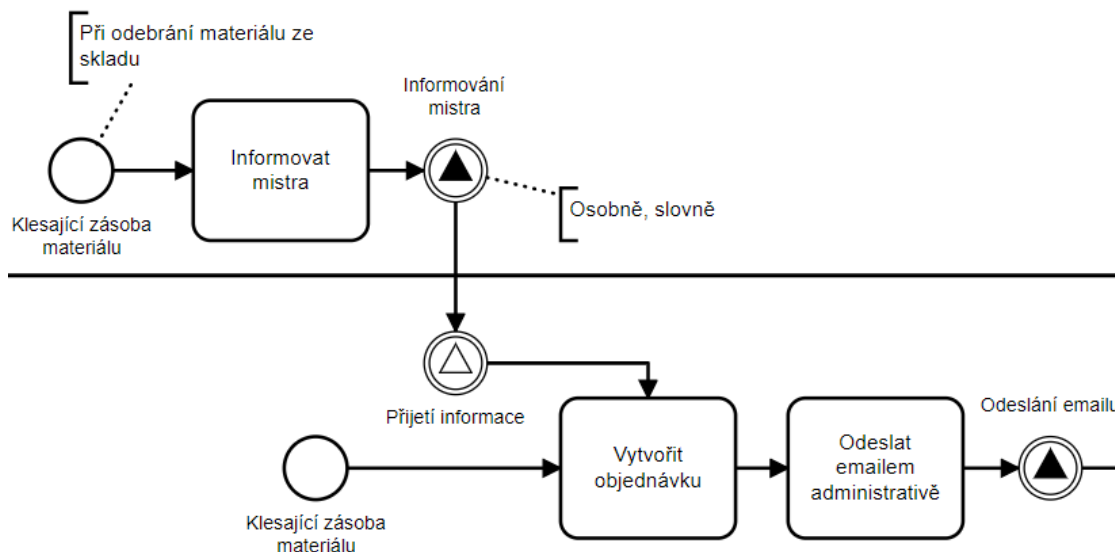 Při odebrání materiálu ze
skladu
Informování
mistra
Informovat
mistra
Osobně, slovně
Klesající zásoba
materiálu
Přijetí informace
Odeslání emailu
Vytvořit
objednávku
Odeslat
emailem
administrativě
Klesající zásoba
materiálu